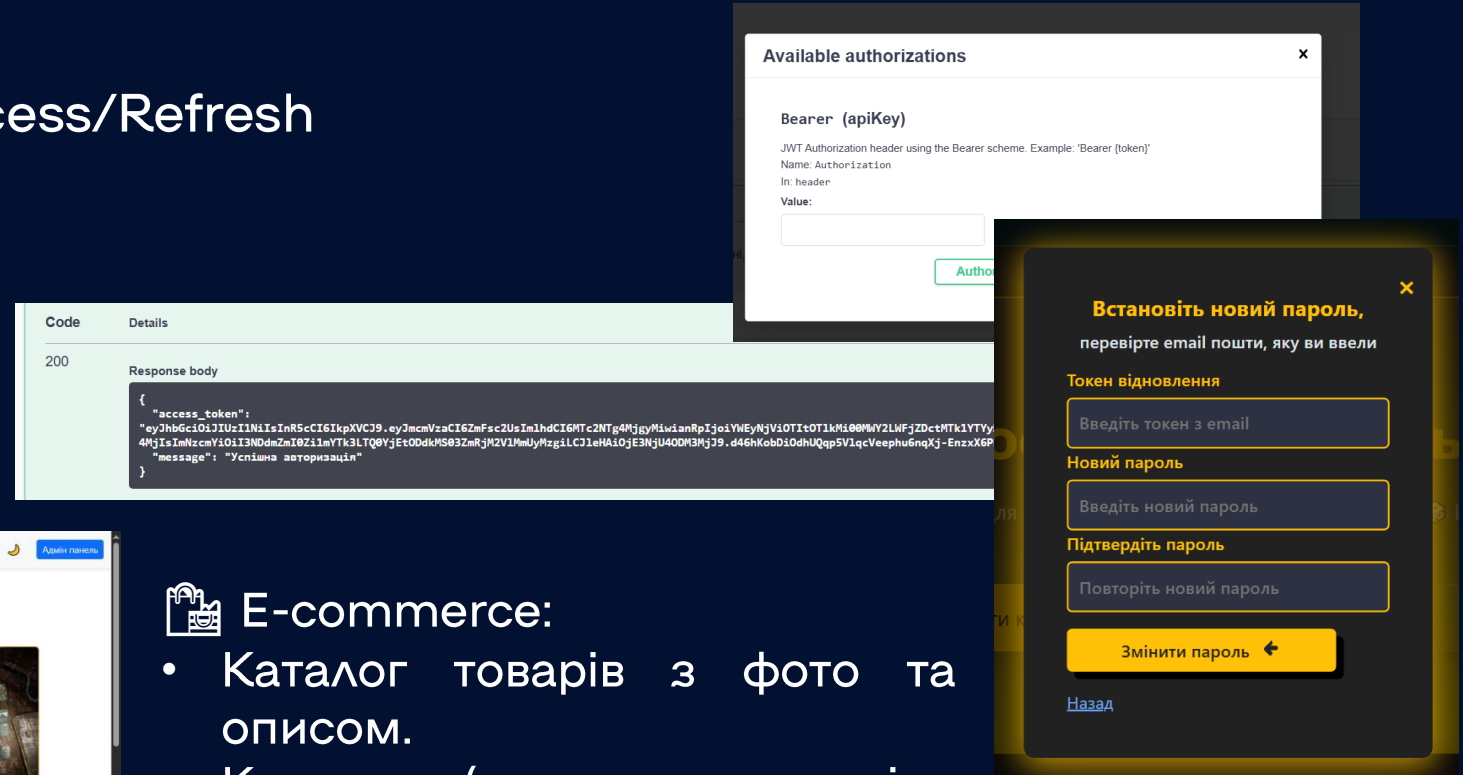 cess/Refresh
Available authorizations
Bearer (apiKey)
JWT Authorization header using the Bearer scheme. Example: 'Bearer {token}'
Name: Authorization
In: header
Value:
Autho
Code Details
200
Response body
{
"access_token":
"message": "Успішна авторизація"
}
Встановіть новий пароль,
перевірте email пошти, яку ви ввели
Токен відновлення
Введіть токен з email
Новий пароль
Введіть новий пароль
Підтвердіть пароль
Повторіть новий пароль
Змінити пароль
Назад
Адмін панель
E-commerce:
• Каталог товарів з фото та
описом.